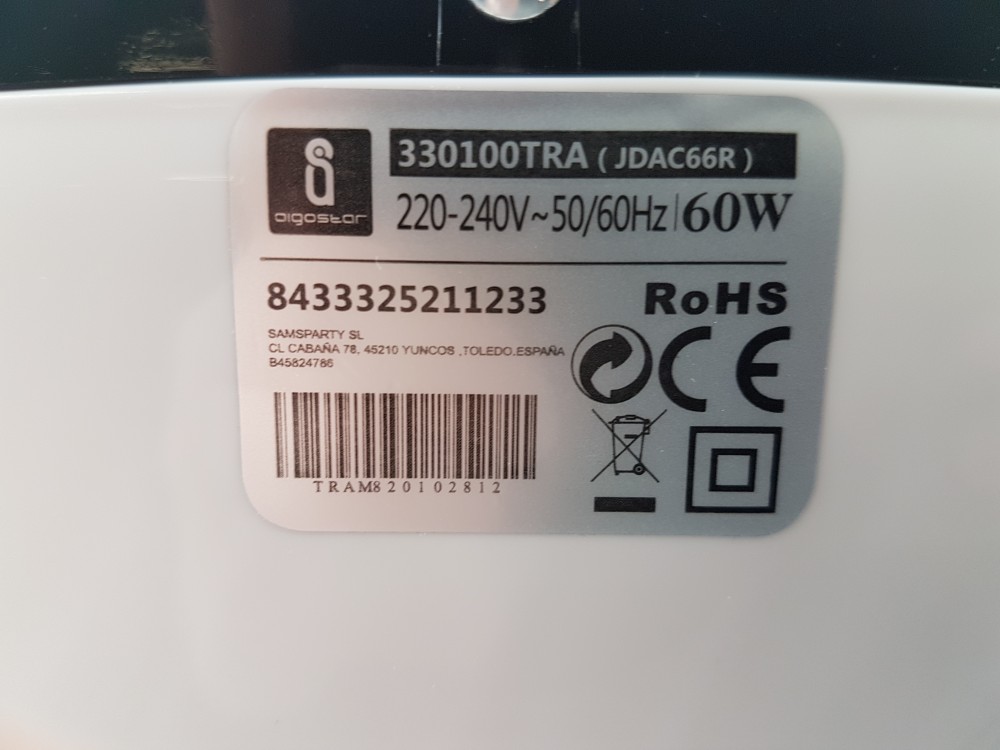 aigostar
330100TRA ( JDAC66R )
220-240V~50/60Hz | 60W
8433325211233
RoHS
SAMSPARTY SL
CL CABAÑA 78, 45210 YUNCOS ,TOLEDO.ESPAÑA
B45824786
CE
TRAM820102812